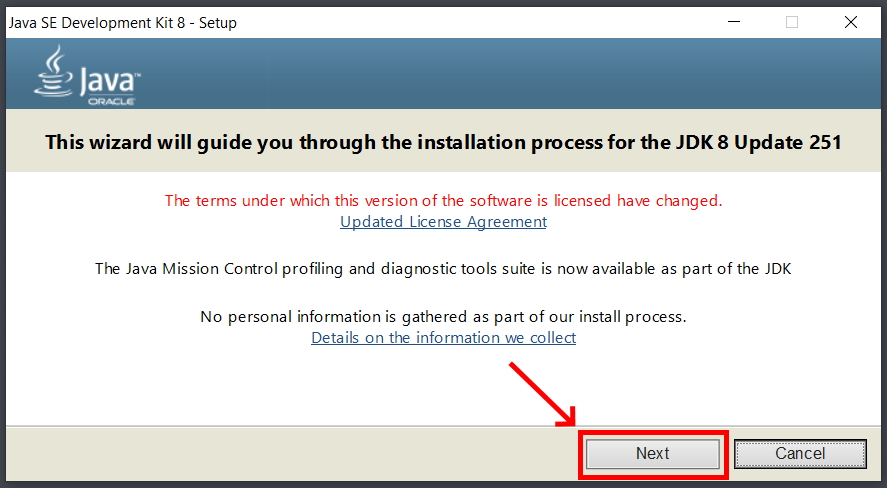 Java SE Development Kit 8 - Setup
Java™
ORACLE
This wizard will guide you through the installation process for the JDK 8 Update 251
The terms under which this version of the software is licensed have changed.
Updated License Agreement
The Java Mission Control profiling and diagnostic tools suite is now available as part of the JDK
No personal information is gathered as part of our install process.
Details on the information we collect
Next
Cancel